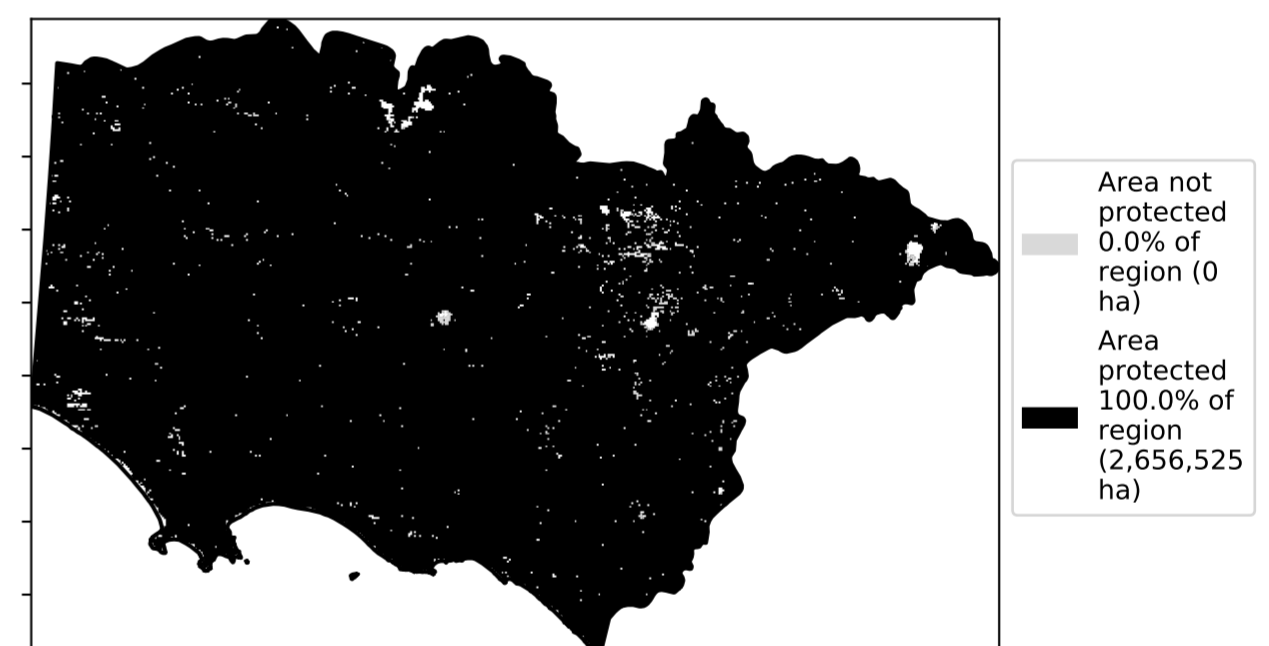 Area not
protected
0.0% of
region (0
ha)
Area
protected
100.0% of
region
(2,656,525
ha)